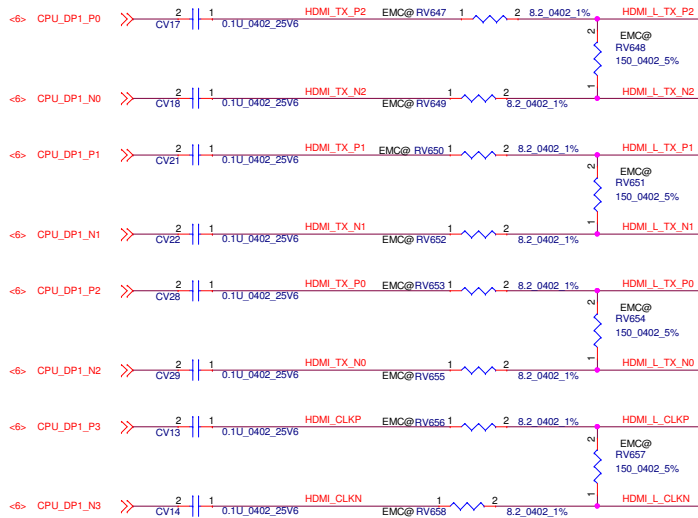 <6> CPU_DP1_P0 2 1 HDMI_TX_P2 EMC@ RV647 1 2 8.2_0402_1% HDMI_L_TX_P2
CV17 0.1U_0402_25V6
2 EMC@
RV648
150_0402_5%
1
<6> CPU_DP1_N0 2 1 HDMI_TX_N2 1 2 HDMI_L_TX_N2
CV18 0.1U_0402_25V6 EMC@ RV649 8.2_0402_1%
<6> CPU_DP1_P1 2 1 HDMI_TX_P1 EMC@ RV650 1 2 8.2_0402_1% HDMI_L_TX_P1
CV21 0.1U_0402_25V6
2 EMC@
RV651
150_0402_5%
1
<6> CPU_DP1_N1 2 1 HDMI_TX_N1 1 2 HDMI_L_TX_N1
CV22 0.1U_0402_25V6 EMC@ RV652 8.2_0402_1%
<6> CPU_DP1_P2 2 1 HDMI_TX_P0 EMC@ RV653 1 2 8.2_0402_1% HDMI_L_TX_P0
CV28 0.1U_0402_25V6
2 EMC@
RV654
150_0402_5%
1
<6> CPU_DP1_N2 2 1 HDMI_TX_N0 1 2 HDMI_L_TX_N0
CV29 0.1U_0402_25V6 EMC@ RV655 8.2_0402_1%
<6> CPU_DP1_P3 2 1 HDMI_CLKP EMC@ RV656 1 2 8.2_0402_1% HDMI_L_CLKP
CV13 0.1U_0402_25V6
2 EMC@
RV657
150_0402_5%
1
<6> CPU_DP1_N3 2 1 HDMI_CLKN 1 2 HDMI_L_CLKN
CV14 0.1U_0402_25V6 EMC@ RV658 8.2_0402_1%